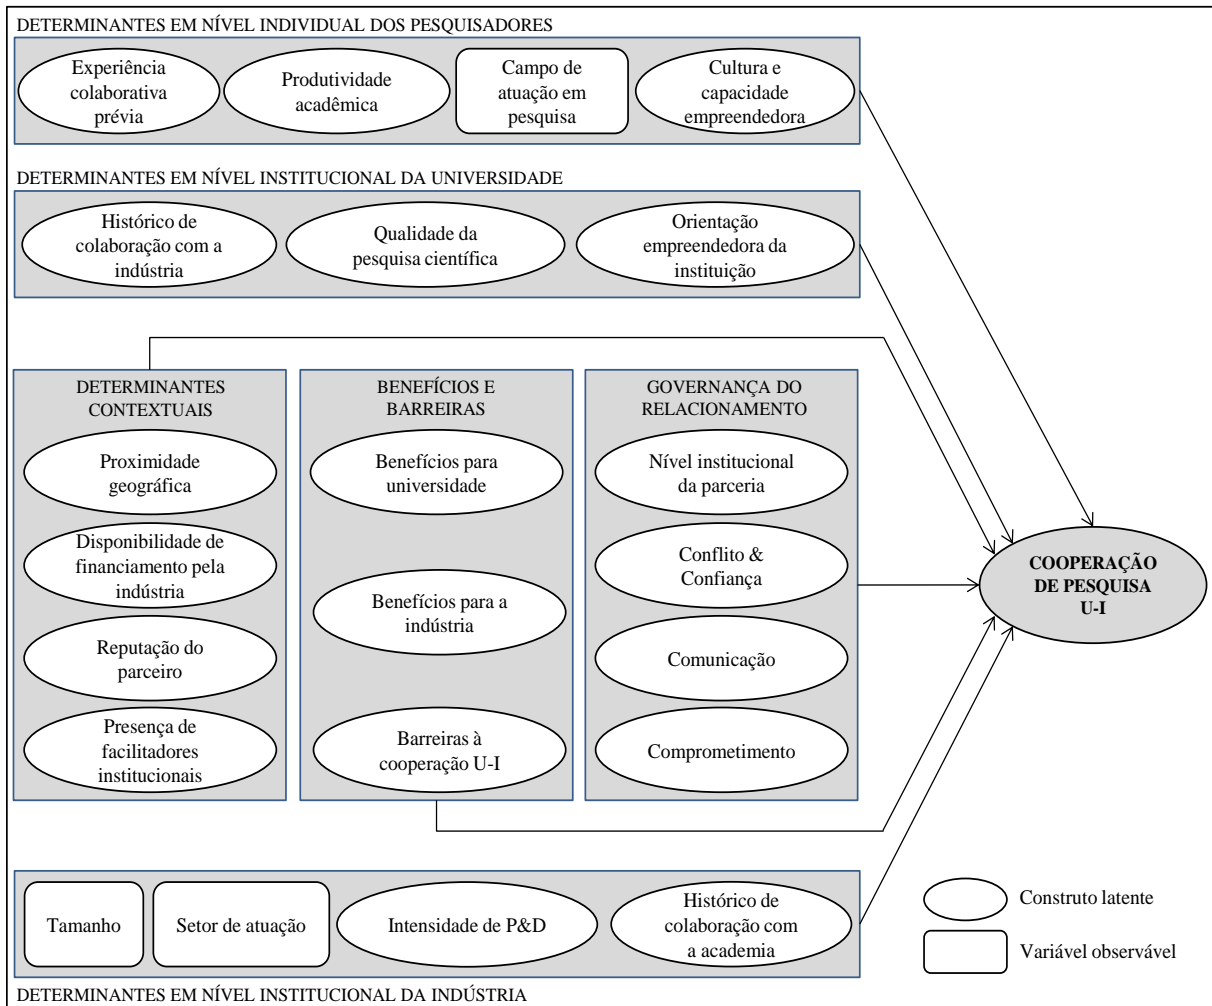 DETERMINANTES EM NÍVEL INDIVIDUAL DOS PESQUISADORES
Experiência
colaborativa
prévia
Produtividade
acadêmica
Campo de
atuação em
pesquisa
Cultura e
capacidade
empreendedora
DETERMINANTES EM NÍVEL INSTITUCIONAL DA UNIVERSIDADE
Histórico de
colaboração com a
indústria
Qualidade da
pesquisa científica
Orientação
empreendedora da
instituição
DETERMINANTES
CONTEXTUAIS
Proximidade
geográfica
Disponibilidade de
financiamento pela
indústria
Reputação do
parceiro
Presença de
facilitadores
institucionais
BENEFÍCIOS E
BARREIRAS
Benefícios para
universidade
Benefícios para a
indústria
Barreiras à
cooperação U-I
GOVERNANÇA DO
RELACIONAMENTO
Nível institucional
da parceria
Conflito &
Confiança
Comunicação
Comprometimento
COOPERAÇÃO
DE PESQUISA
U-I
Tamanho
Setor de atuação
Intensidade de P&D
Histórico de
colaboração com
a academia
DETERMINANTES EM NÍVEL INSTITUCIONAL DA INDÚSTRIA
Construto latente
Variável observável